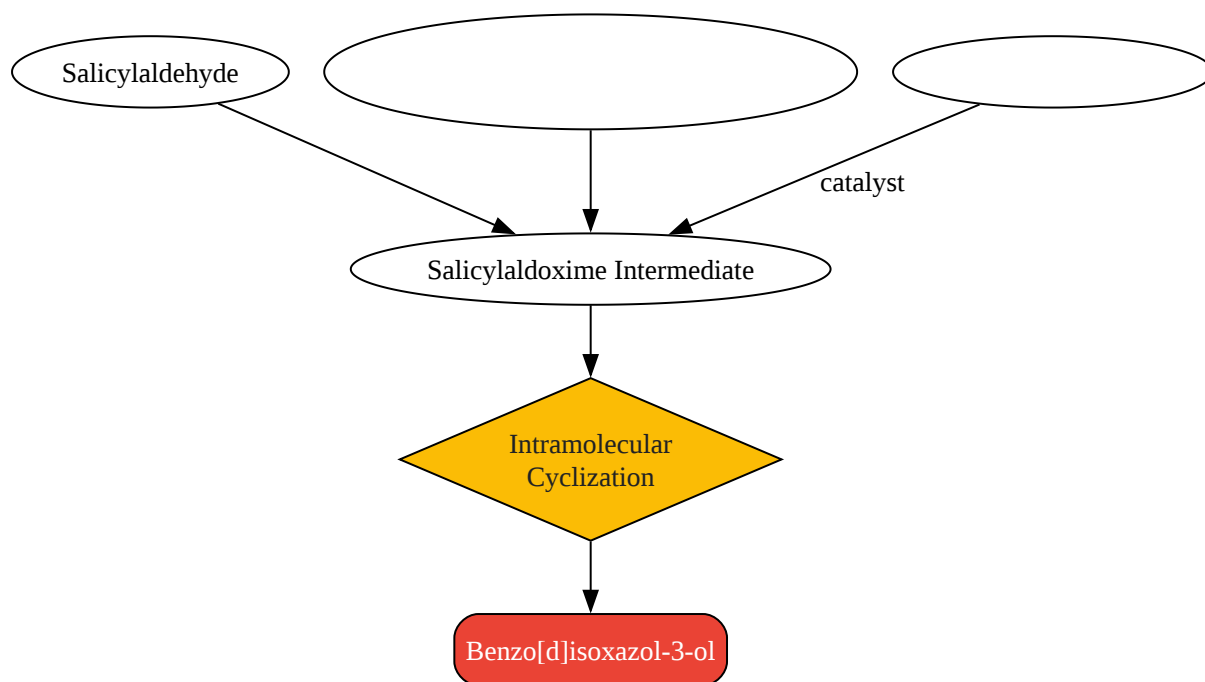 Salicylaldehyde
catalyst
Salicylaldoxime Intermediate
Intramolecular
Cyclization
Benzo[d]isoxazol-3-ol